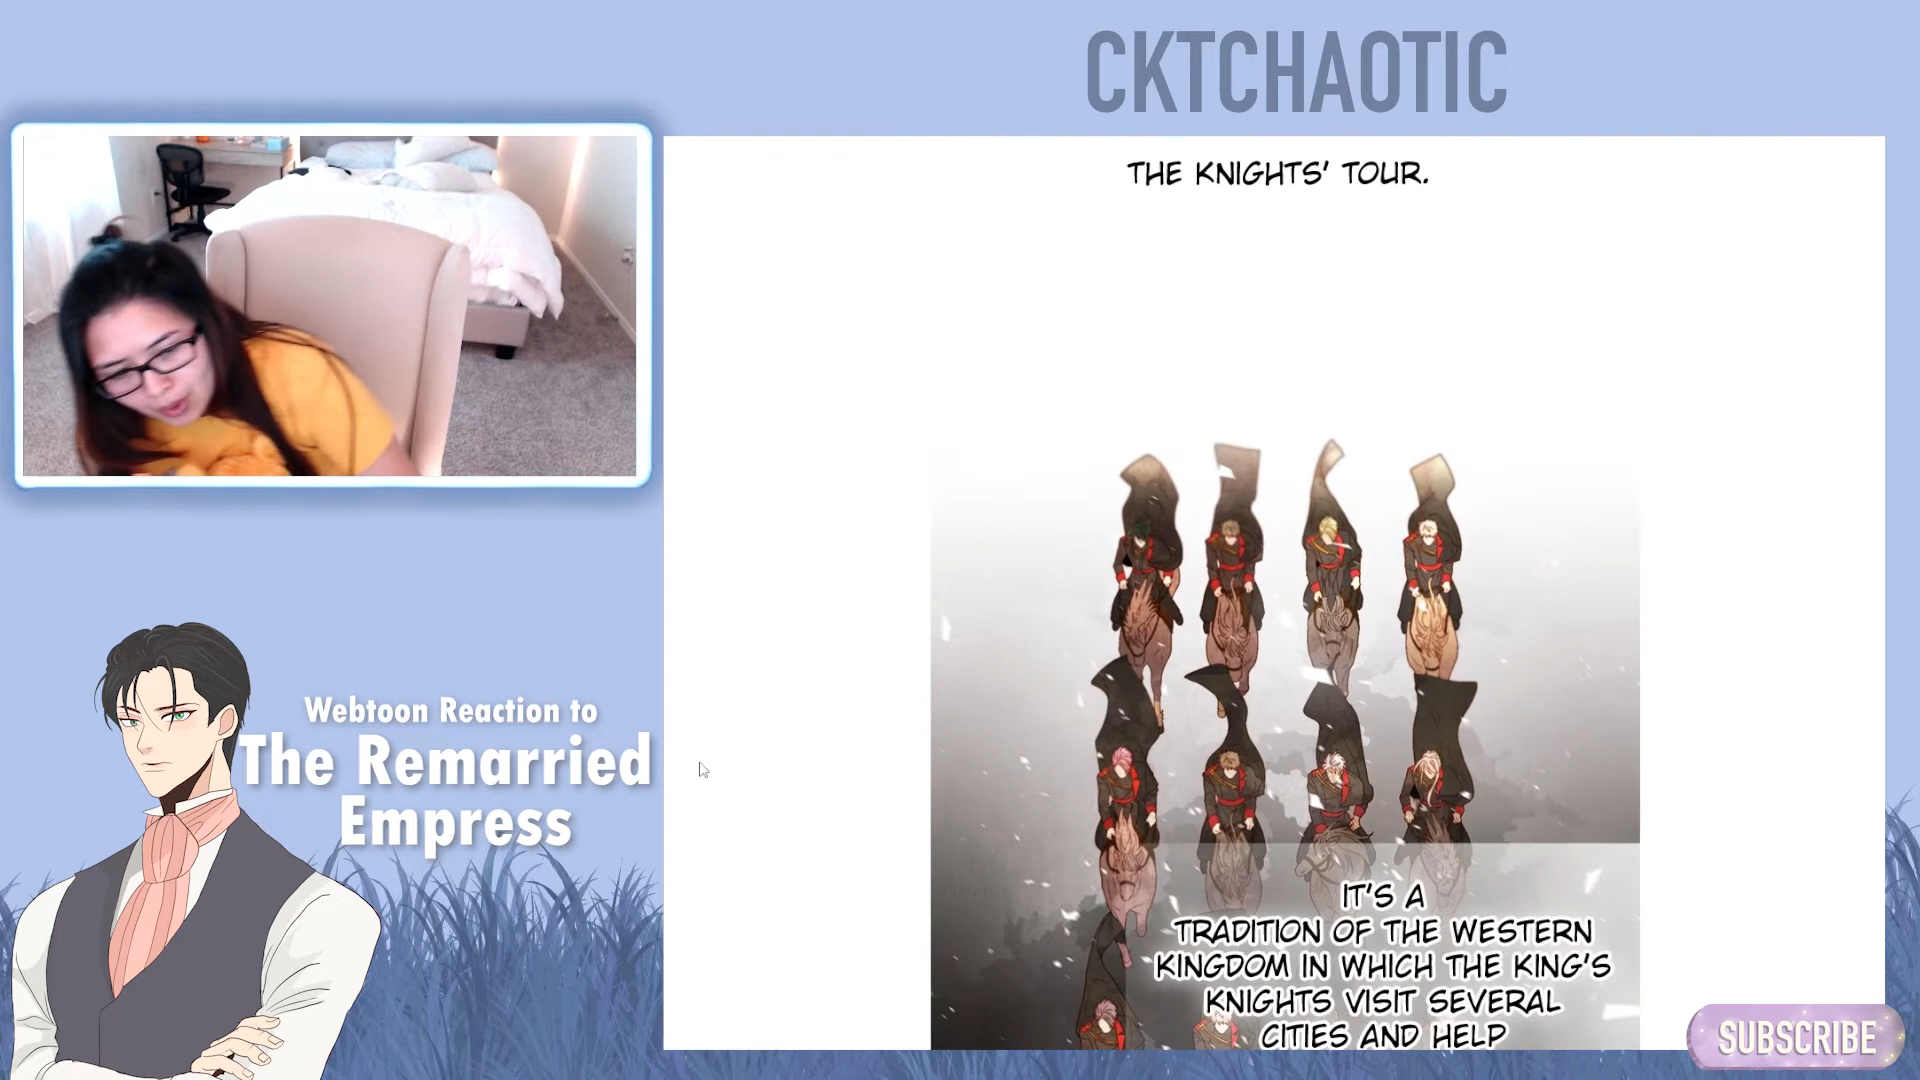 CKTCHAOTIC
THE KNIGHTS' TOUR.
Webtoon Reaction to
The Remarried
Empress
IT'S A
TRADITION OF THE WESTERN
KINGDOM IN WHICH THE KING'S
KNIGHTS VISIT SEVERAL
CITIES AND HELP
SUBSCRIBE